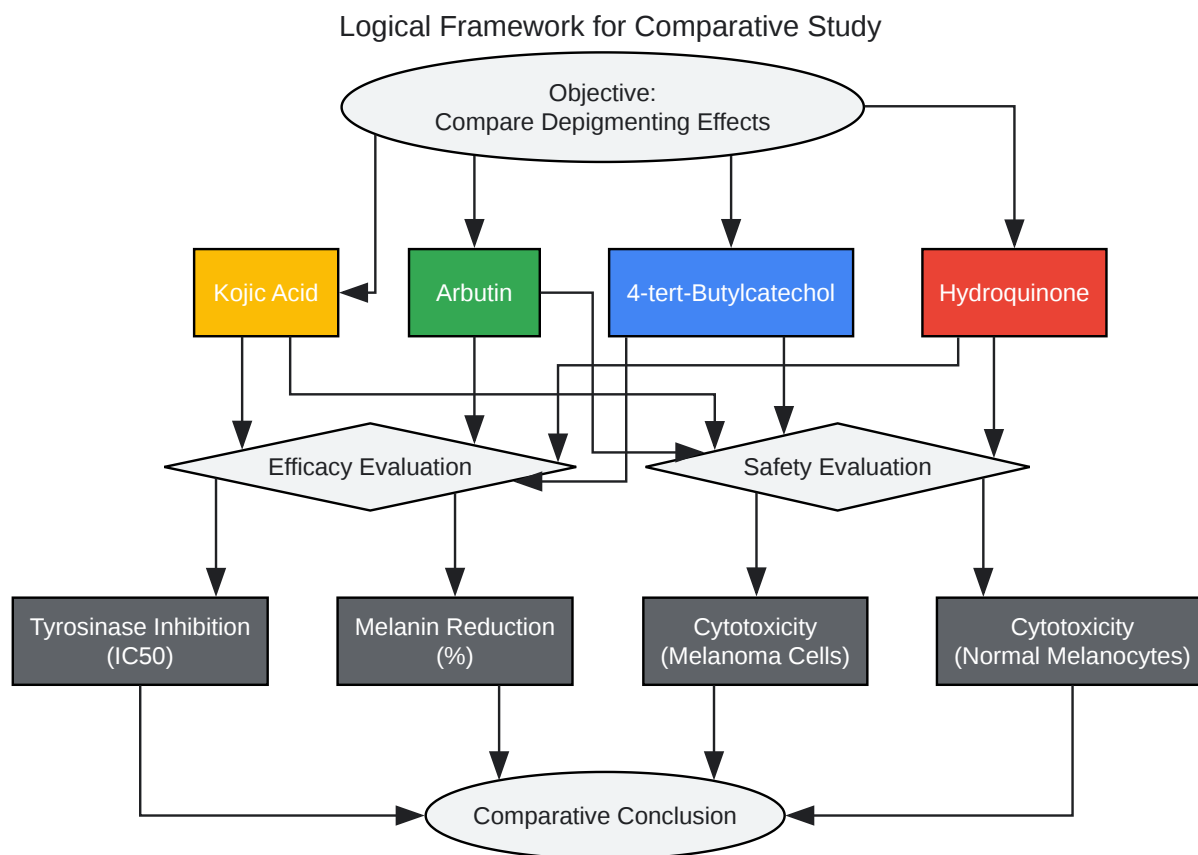 Logical Framework for Comparative Study
Objective:
Compare Depigmenting Effects
Kojic Acid
Arbutin
4-tert-Butylcatechol
Hydroquinone
Efficacy Evaluation
Safety Evaluation
Tyrosinase Inhibition
(IC50)
Melanin Reduction
(%)
Cytotoxicity
(Melanoma Cells)
Cytotoxicity
(Normal Melanocytes)
Comparative Conclusion